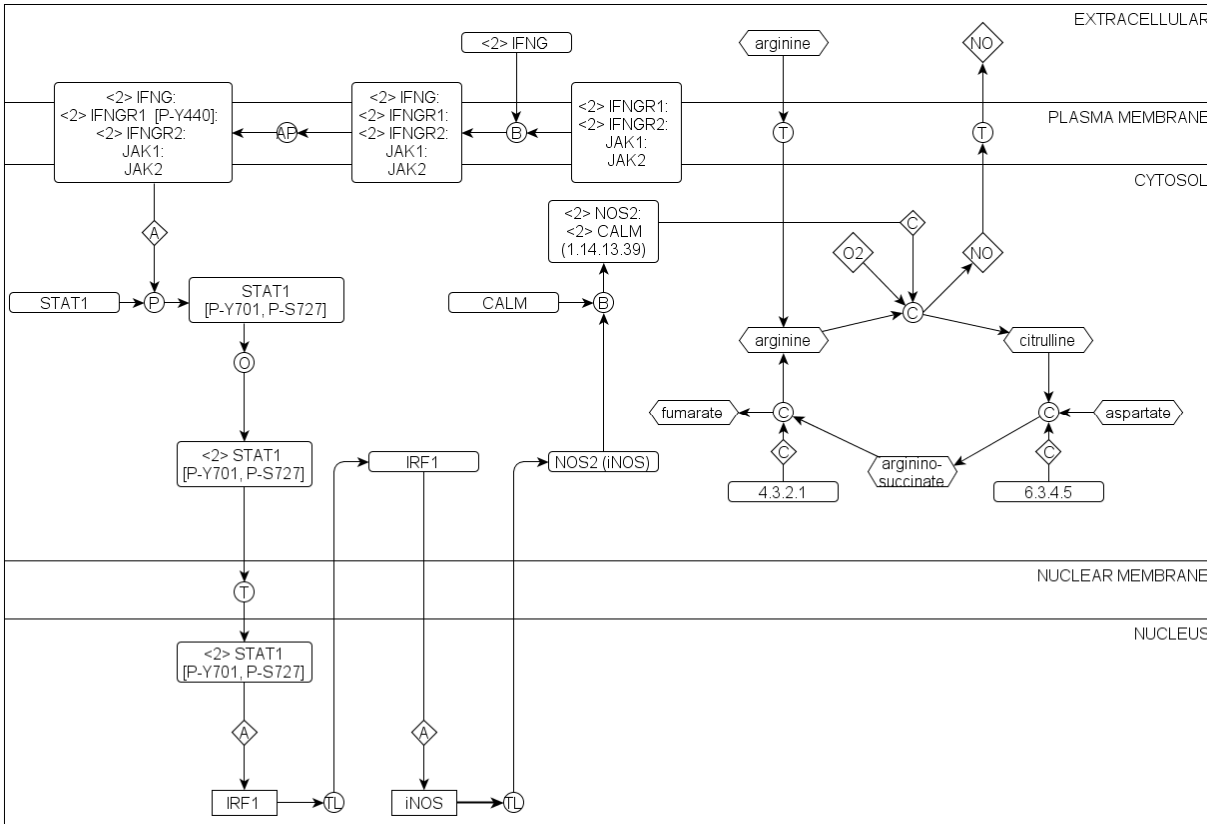 EXTRACELLULAR
<2> IFNG
arginine
NO
<2> IFNG:
<2> IFNGR1 [P-Y440]:
<2> IFNGR2:
JAK1:
JAK2
AP
<2> IFNG:
<2> IFNGR1:
<2> IFNGR2:
JAK1:
JAK2
B
<2> IFNGR1:
<2> IFNGR2:
JAK1:
JAK2
T
T
PLASMA MEMBRANE
CYTOSOL
A
<2> NOS2:
<2> CALM
(1.14.13.39)
C
O2
NO
STAT1
P
STAT1
[P-Y701, P-S727]
CALM
B
C
O
arginine
citrulline
fumarate
C
C
aspartate
<2> STAT1
[P-Y701, P-S727]
IRF1
NOS2 (iNOS)
C
arginino-
succinate
C
4.3.2.1
6.3.4.5
NUCLEAR MEMBRANE
T
NUCLEUS
<2> STAT1
[P-Y701, P-S727]
A
A
IRF1
TL
iNOS
TL